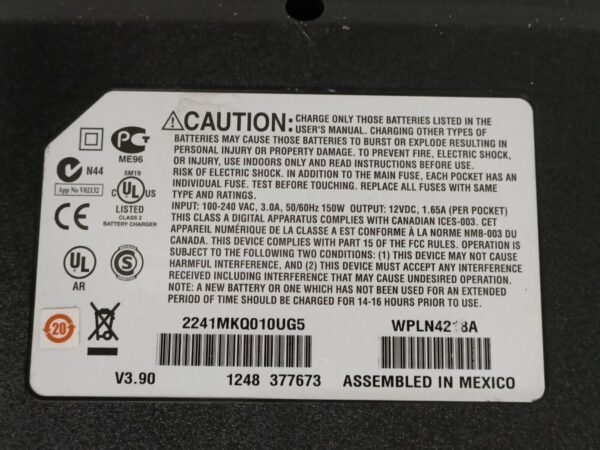 ⚠CAUTION: CHARGE ONLY THOSE BATTERIES LISTED IN THE
USER'S MANUAL. CHARGING OTHER TYPES OF
BATTERIES MAY CAUSE THOSE BATTERIES TO BURST OR EXPLODE RESULTING IN
PERSONAL INJURY OR PROPERTY DAMAGE. TO PREVENT FIRE, ELECTRIC SHOCK,
OR INJURY, USE INDOORS ONLY AND READ INSTRUCTIONS BEFORE USE.
RISK OF ELECTRIC SHOCK. IN ADDITION TO THE MAIN FUSE, EACH POCKET HAS AN
INDIVIDUAL FUSE. TEST BEFORE TOUCHING. REPLACE ALL FUSES WITH SAME
TYPE AND RATINGS.
INPUT: 100-240 VAC, 3.0A, 50/60Hz 150W OUTPUT: 12VDC, 1.65A (PER POCKET)
THIS CLASS A DIGITAL APPARATUS COMPLIES WITH CANADIAN ICES-003. CET
APPAREIL NUMÉRIQUE DE LA CLASSE A EST CONFORME À LA NORME NMB-003 DU
CANADA. THIS DEVICE COMPLIES WITH PART 15 OF THE FCC RULES. OPERATION IS
SUBJECT TO THE FOLLOWING TWO CONDITIONS: (1) THIS DEVICE MAY NOT CAUSE
HARMFUL INTERFERENCE, AND (2) THIS DEVICE MUST ACCEPT ANY INTERFERENCE
RECEIVED INCLUDING INTERFERENCE THAT MAY CAUSE UNDESIRED OPERATION.
NOTE: A NEW BATTERY OR ONE WHICH HAS NOT BEEN USED FOR AN EXTENDED
PERIOD OF TIME SHOULD BE CHARGED FOR 14-16 HOURS PRIOR TO USE.
ME96
N44
5M19
App No V02132
C UL US
LISTED
CLASS 2
BATTERY CHARGER
CE
UL
S
AR
20
2241MKQ010UG5
WPLN4218A
V3.90
1248 377673
ASSEMBLED IN MEXICO